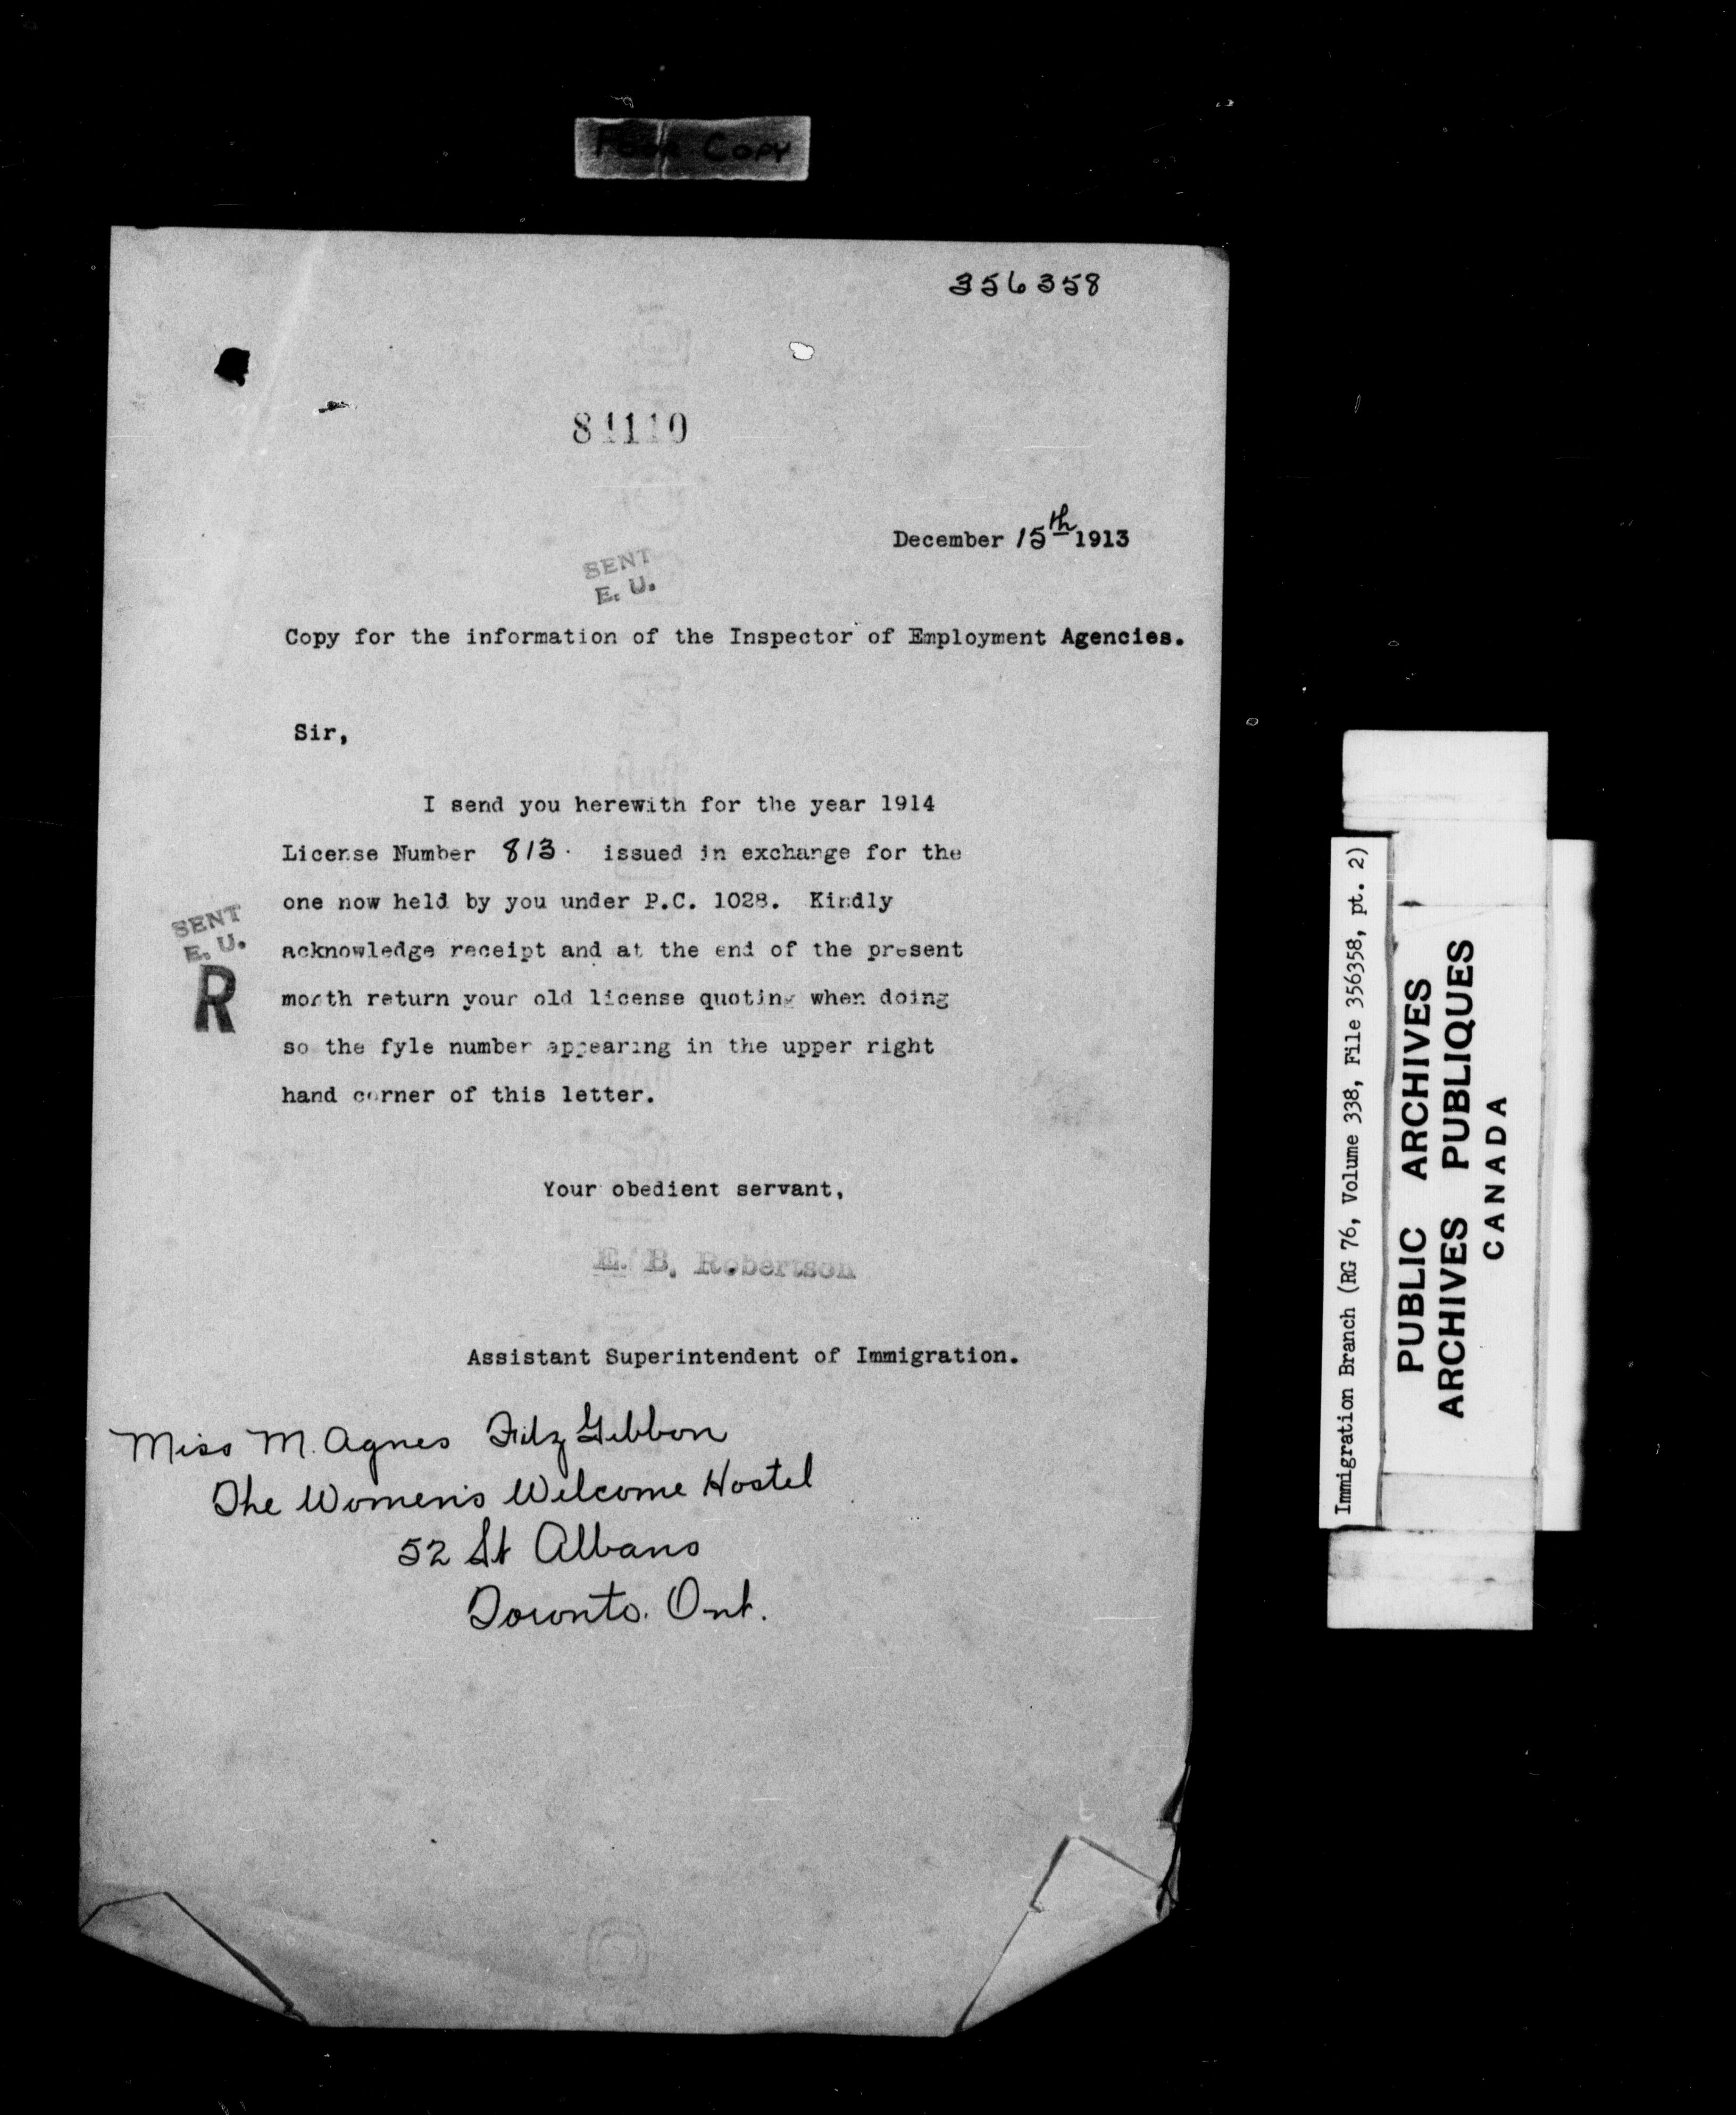 Poor Copy
356358
84110
December 15th 1913
SENT
E. U.
Copy for the information of the Inspector of Employment Agencies.
Sir,
I send you herewith for the year 1914
License Number 813. issued in exchange for the
one now held by you under P.C. 1028. Kindly
acknowledge receipt and at the end of the present
month return your old license quoting when doing
so the fyle number appearing in the upper right
hand corner of this letter.
SENT
E. U.
R
Your obedient servant,
E. B. Robertson
Assistant Superintendent of Immigration.
Miss M. Agnes FitzGibbon
The Women's Welcome Hostel
52 St Albans
Toronto. Ont.
Immigration Branch (RG 76, Volume 338, File 356358, pt. 2)
PUBLIC ARCHIVES
ARCHIVES PUBLIQUES
CANADA